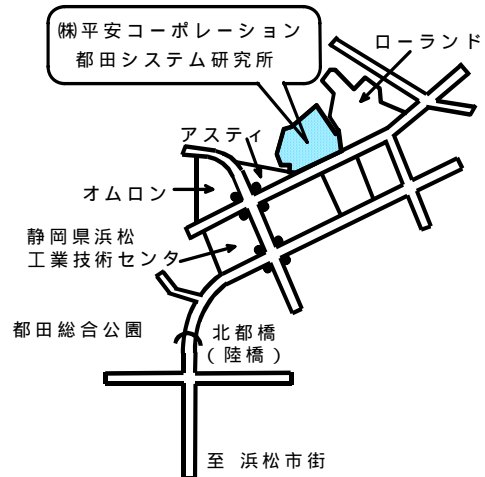 ㈱平安コーポレーション
都田システム研究所
ローランド
アスティ
オムロン
静岡県浜松
工業技術センタ
都田総合公園
北都橋
(陸橋)
至 浜松市街